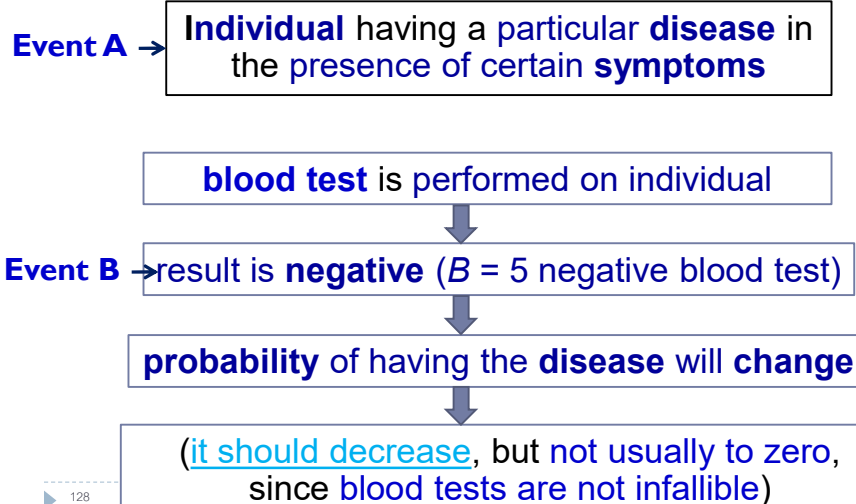 Event A
Individual having a particular disease in
the presence of certain symptoms
blood test is performed on individual
Event B
result is negative (B = 5 negative blood test)
probability of having the disease will change
(it should decrease, but not usually to zero,
since blood tests are not infallible)
128